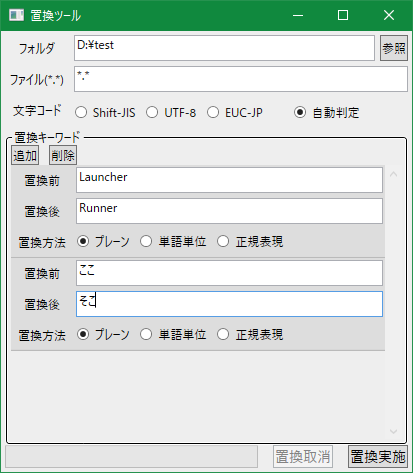 置換ツール
フォルダ D:¥test 参照
ファイル(*.*) *.*
文字コード Shift-JIS UTF-8 EUC-JP 自動判定
置換キーワード
追加 削除
置換前 Launcher
置換後 Runner
置換方法 プレーン 単語単位 正規表現
置換前 ここ
置換後 そこ
置換方法 プレーン 単語単位 正規表現
置換取消 置換実施